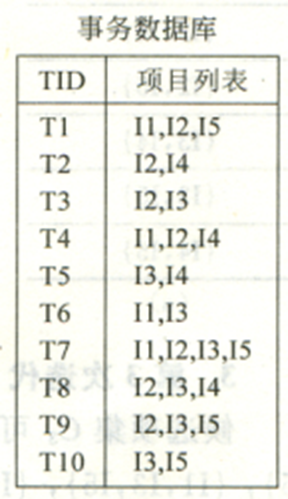 事务数据库
TID 项目列表
T1 I1,I2,I5
T2 I2,I4
T3 I2,I3
T4 I1,I2,I4
T5 I3,I4
T6 I1,I3
T7 I1,I2,I3,I5
T8 I2,I3,I4
T9 I2,I3,I5
T10 I3,I5